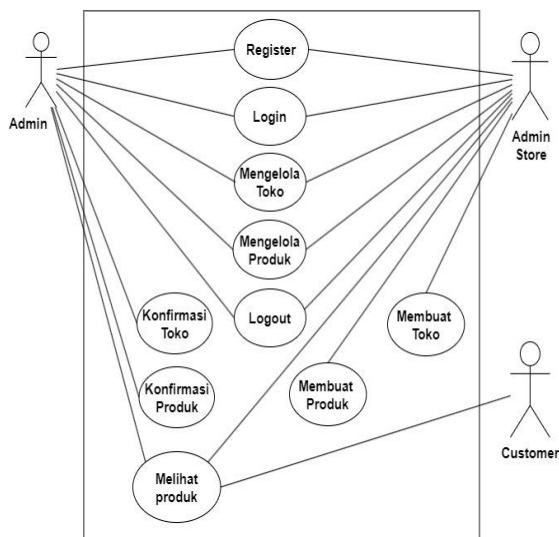 Register
Admin
Login
Admin
Store
Mengelola
Toko
Mengelola
Produk
Konfirmasi
Toko
Logout
Membuat
Toko
Konfirmasi
Produk
Membuat
Produk
Customer
Melihat
produk